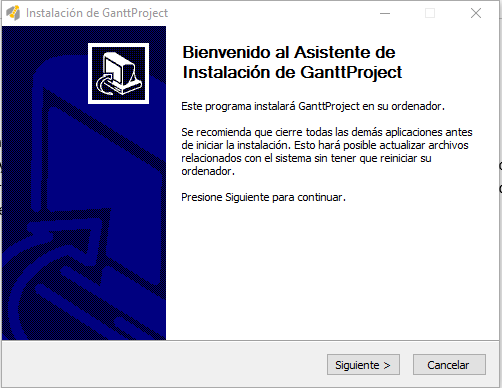 Instalación de GanttProject
Bienvenido al Asistente de
Instalación de GanttProject
Este programa instalará GanttProject en su ordenador.
Se recomienda que cierre todas las demás aplicaciones antes
de iniciar la instalación. Esto hará posible actualizar archivos
relacionados con el sistema sin tener que reiniciar su
ordenador.
Presione Siguiente para continuar.
Siguiente >
Cancelar